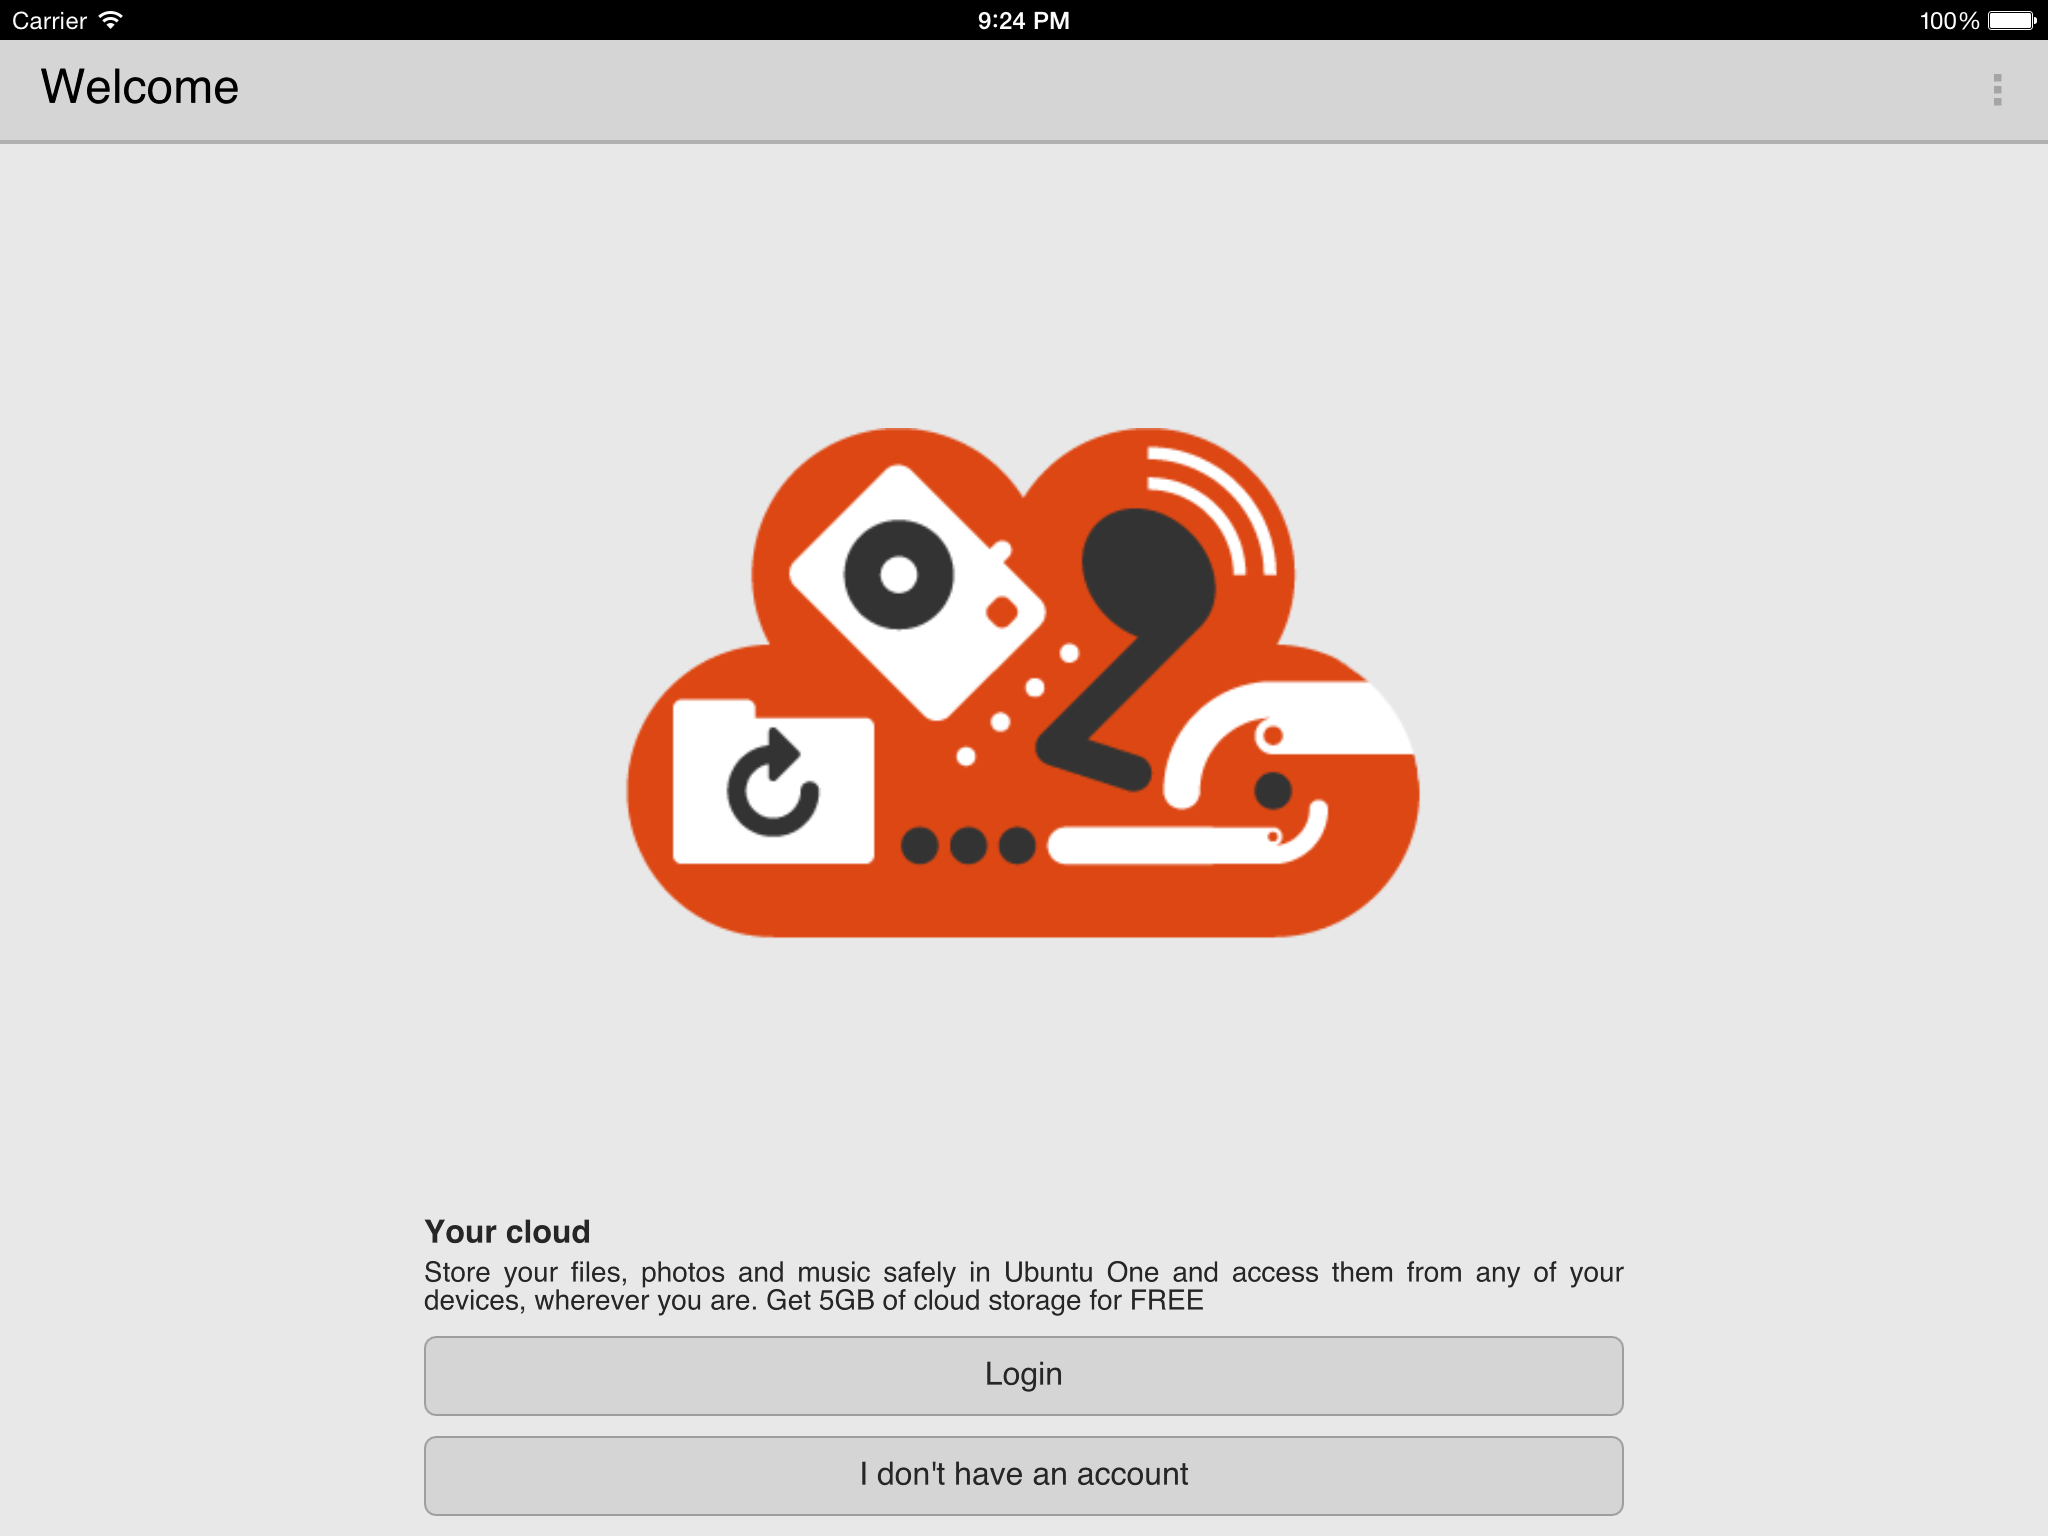 Carrier 9:24 PM 100%
Welcome
Your cloud
Store your files, photos and music safely in Ubuntu One and access them from any of your
devices, wherever you are. Get 5GB of cloud storage for FREE
Login
I don't have an account